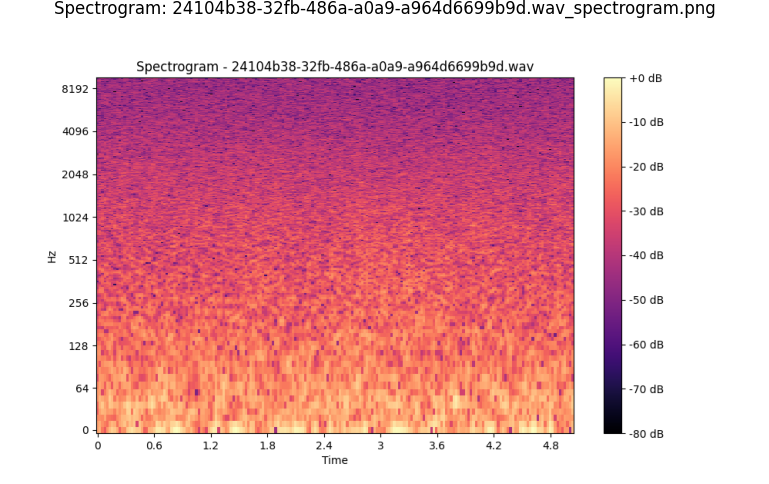 Spectrogram: 24104b38-32fb-486a-a0a9-a964d6699b9d.wav_spectrogram.png
Spectrogram - 24104b38-32fb-486a-a0a9-a964d6699b9d.wav
8192
4096
2048
1024
512
256
128
64
0
Hz
0 0.6 1.2 1.8 2.4 3 3.6 4.2 4.8
Time
+0 dB
-10 dB
-20 dB
-30 dB
-40 dB
-50 dB
-60 dB
-70 dB
-80 dB